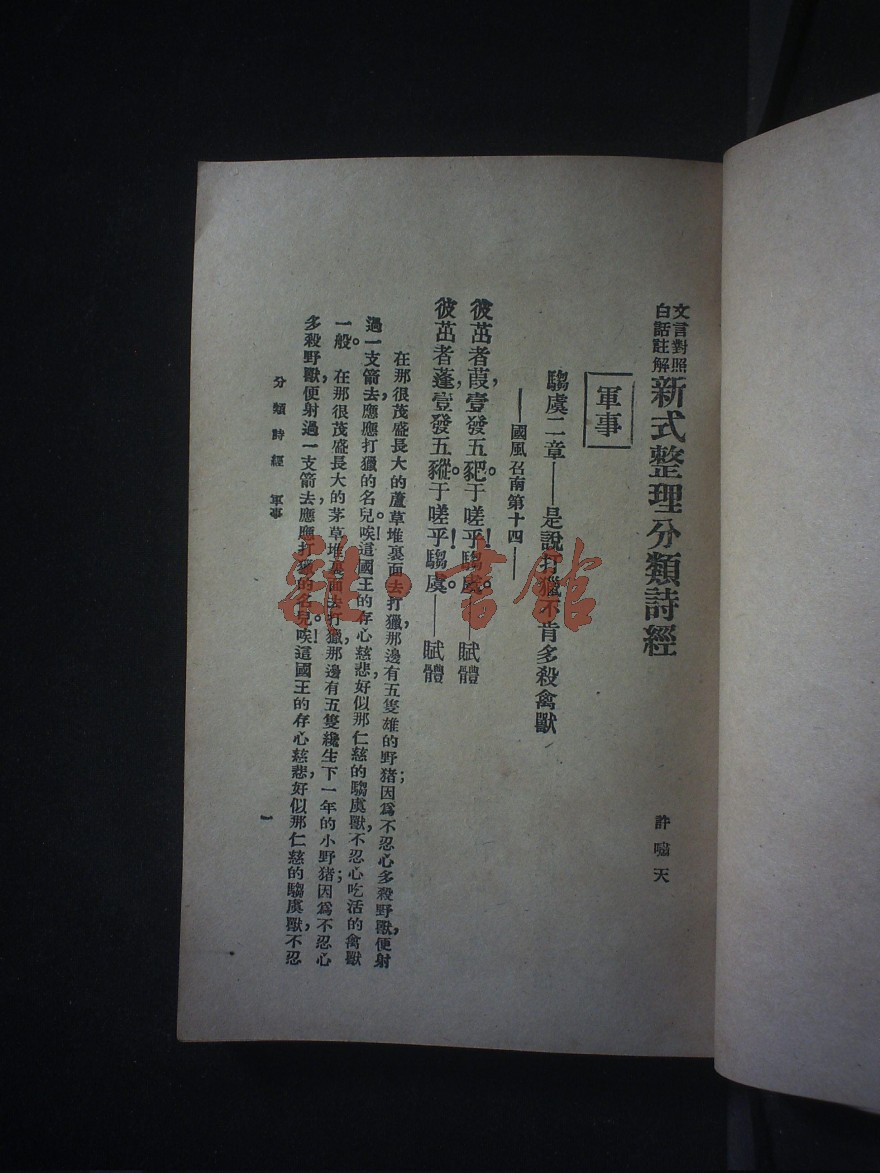 文言對照
白話註解
新式整理分類詩經
許嘯天
軍事
騶虞二章——是說打獵不肯多殺禽獸
——國風召南第十四——
彼茁者葭，壹發五豝。于嗟乎騶虞！。——賦體
彼茁者蓬，壹發五豵。于嗟乎騶虞！。——賦體
在那很茂盛長大的蘆草堆裏面去打獵，那邊有五隻雄的野猪；因爲不忍心多殺野獸，便射
過一支箭去應應打獵的名兒。唉！這國王的存心慈悲，好似那仁慈的騶虞獸，不忍心吃活的禽獸
一般。在那很茂盛長大的茅草堆裏面去打獵，那邊有五隻纔生下一年的小野猪；因爲不忍心
多殺野獸，便射過一支箭去，應應打獵的名兒。唉！這國王的存心慈悲，好似那仁慈的騶虞獸，不忍
分類詩經 軍事
一
雜·書館